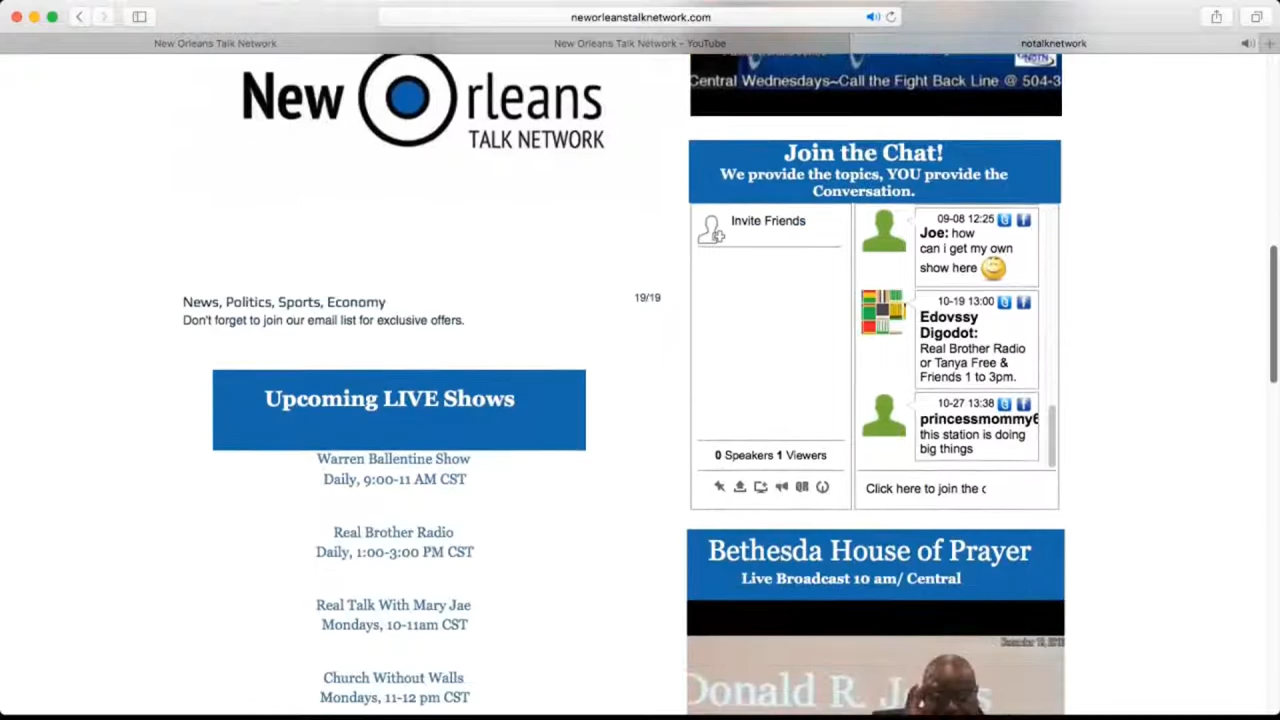 neworleanstalknetwork.com
New Orleans Talk Network
New Orleans Talk Network – YouTube
notalknetwork
New Orleans
TALK NETWORK
News, Politics, Sports, Economy
19/19
Don't forget to join our email list for exclusive offers.
Upcoming LIVE Shows
Warren Ballentine Show
Daily, 9:00-11 AM CST
Real Brother Radio
Daily, 1:00-3:00 PM CST
Real Talk With Mary Jae
Mondays, 10-11am CST
Church Without Walls
Mondays, 11-12 pm CST
NOTN
Central Wednesdays~Call the Fight Back Line @ 504-3
Join the Chat!
We provide the topics, YOU provide the
Conversation.
Invite Friends
0 Speakers 1 Viewers
QR
09-08 12:25
Joe: how
can i get my own
show here
10-19 13:00
Edovssy
Digodot:
Real Brother Radio
or Tanya Free &
Friends 1 to 3pm.
10-27 13:38
princessmommy6
this station is doing
big things
Click here to join the c
Bethesda House of Prayer
Live Broadcast 10 am/ Central
Donald R. J